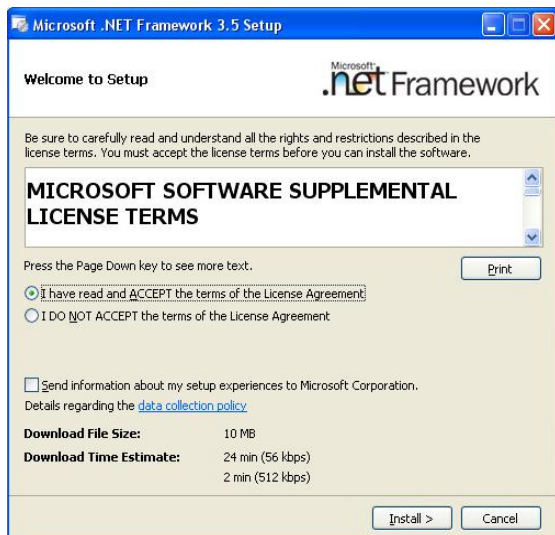 Microsoft .NET Framework 3.5 Setup
Welcome to Setup
Microsoft
.net Framework
Be sure to carefully read and understand all the rights and restrictions described in the
license terms. You must accept the license terms before you can install the software.
MICROSOFT SOFTWARE SUPPLEMENTAL
LICENSE TERMS
Press the Page Down key to see more text.
Print
I have read and ACCEPT the terms of the License Agreement
I DO NOT ACCEPT the terms of the License Agreement
Send information about my setup experiences to Microsoft Corporation.
Details regarding the data collection policy
Download File Size: 10 MB
Download Time Estimate: 24 min (56 kbps)
2 min (512 kbps)
Install > Cancel